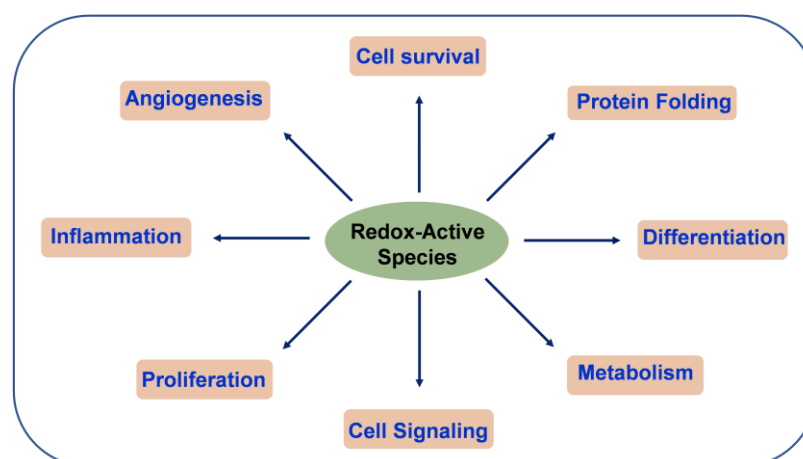 Cell survival
Angiogenesis
Protein Folding
Inflammation
Redox-Active
Species
Differentiation
Proliferation
Metabolism
Cell Signaling